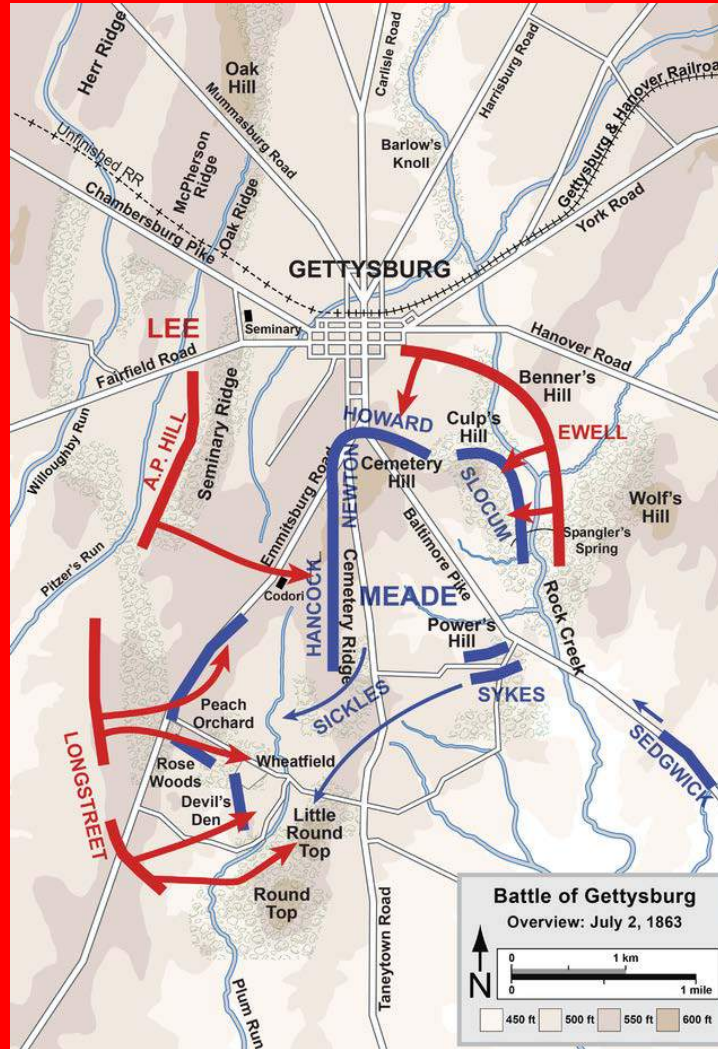 Herr Ridge
Oak
Hill
Carlisle Road
Harrisburg Road
Mummasburg Road
Barlow's
Knoll
Gettysburg & Hanover Railroa
Unfinished RR
McPherson
Ridge
Oak Ridge
Chambersburg Pike
York Road
GETTYSBURG
LEE
Seminary
Fairfield Road
Hanover Road
Benner's
Hill
HOWARD
Culp's
Hill
EWELL
A.P. HILL
Seminary Ridge
Willoughby Run
NEWTON
Cemetery
Hill
SLOCUM
Wolf's
Hill
Emmitsburg Road
Baltimore Pike
Spangler's
Spring
Pitzer's Run
Codori
HANCOCK
Cemetery Ridge
MEADE
Rock Creek
Power's
Hill
Peach
Orchard
SICKLES
SYKES
SEDGWICK
LONGSTREET
Rose
Woods
Wheatfield
Devil's
Den
Little
Round
Top
Round
Top
Taneytown Road
Plum Run
Battle of Gettysburg
Overview: July 2, 1863
N
0 1 km
0 1 mile
450 ft 500 ft 550 ft 600 ft